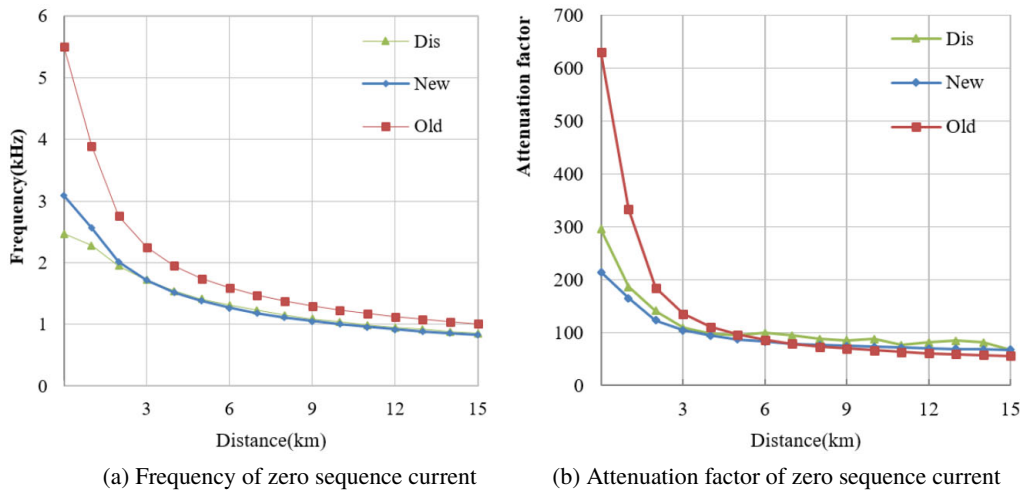 6
5
4
3
2
1
0
Frequency(kHz)
Dis
New
Old
3
6
9
12
15
Distance(km)
(a) Frequency of zero sequence current
700
600
500
400
300
200
100
0
Attenuation factor
Dis
New
Old
0
3
6
9
12
15
Distance(km)
(b) Attenuation factor of zero sequence current